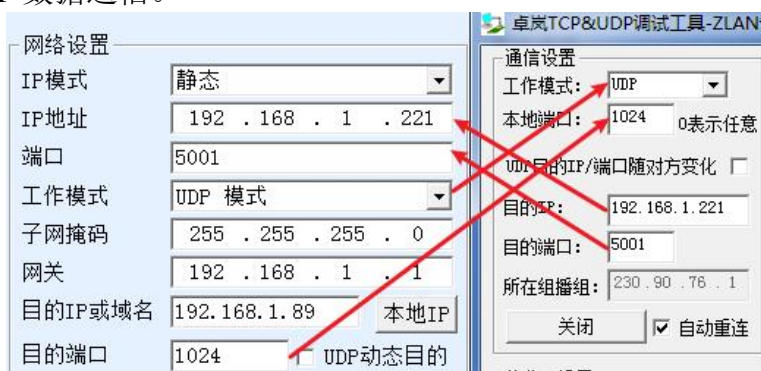 网络设置
IP模式 静态
IP地址 192 . 168 . 1 . 221
端口 5001
工作模式 UDP 模式
子网掩码 255 . 255 . 255 . 0
网关 192 . 168 . 1 . 1
目的IP或域名 192.168.1.89 本地IP
目的端口 1024 UDP动态目的
卓岚TCP&UDP调试工具-ZLAN
通信设置
工作模式: UDP
本地端口: 1024 0表示任意
UDP目的IP/端口随对方变化
目的IP: 192.168.1.221
目的端口: 5001
所在组播组: 230 . 90 . 76 . 1
关闭 自动重连